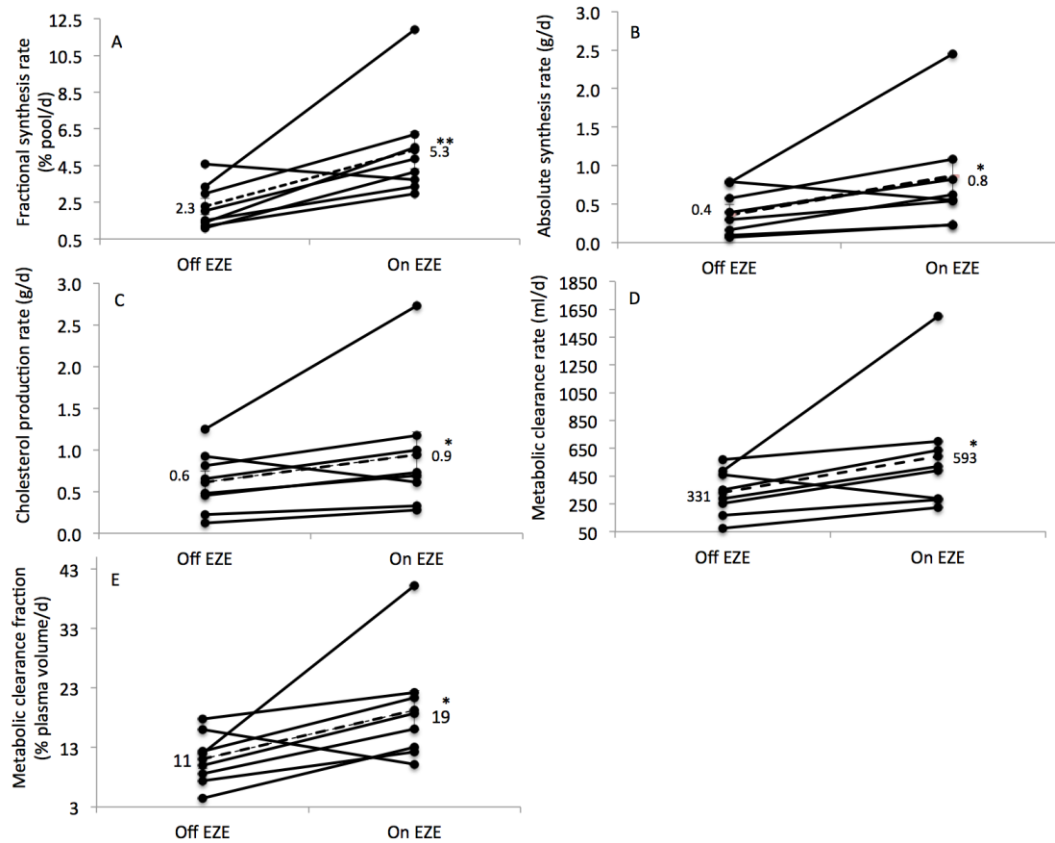 A
Fractional synthesis rate
(% pool/d)
12.5
10.5
8.5
6.5
4.5
2.5
0.5
2.3
**
5.3
Off EZE
On EZE
B
Absolute synthesis rate (g/d)
3.0
2.5
2.0
1.5
1.0
0.5
0.0
0.4
*
0.8
Off EZE
On EZE
C
Cholesterol production rate (g/d)
3.0
2.5
2.0
1.5
1.0
0.5
0.0
0.6
*
0.9
Off EZE
On EZE
D
Metabolic clearance rate (ml/d)
1850
1650
1450
1250
1050
850
650
450
250
50
331
*
593
Off EZE
On EZE
E
Metabolic clearance fraction
(% plasma volume/d)
43
33
23
13
3
11
*
19
Off EZE
On EZE